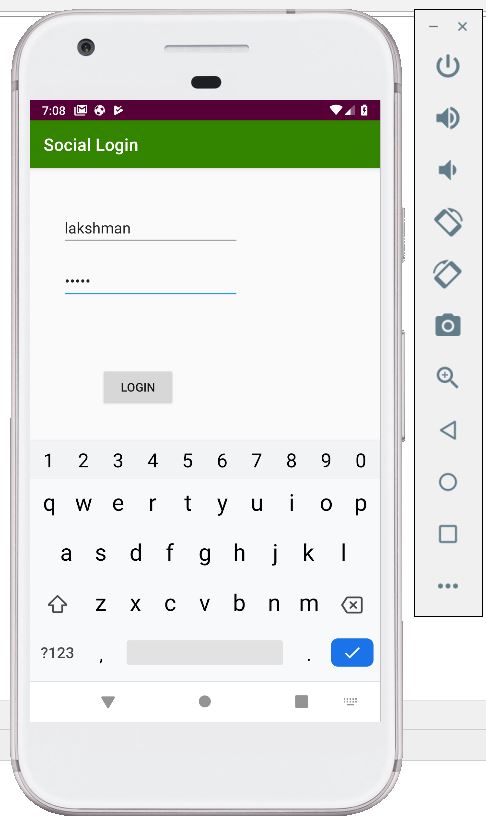 7:08
Social Login
lakshman
•••••
LOGIN
1 2 3 4 5 6 7 8 9 0
q w e r t y u i o p
a s d f g h j k l
z x c v b n m
?123 , .